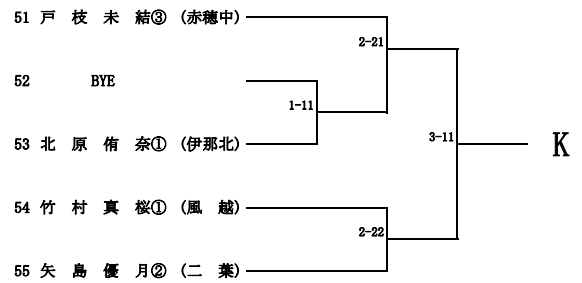 51 戸 枝 未 結③ (赤穂中)
2-21
52 BYE
1-11
53 北 原 侑 奈① (伊那北)
3-11
K
54 竹 村 真 桜① (風 越)
2-22
55 矢 島 優 月② (二 葉)